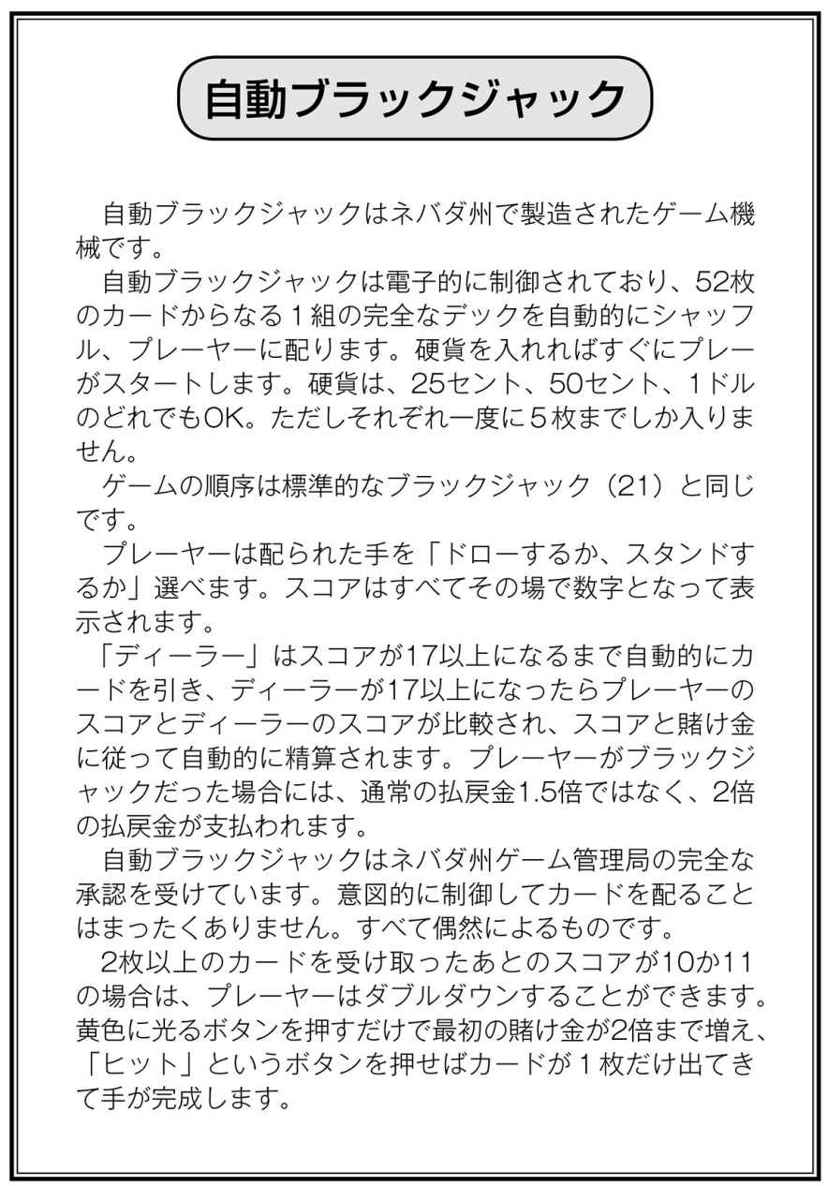 自動ブラックジャック
自動ブラックジャックはネバダ州で製造されたゲーム機
械です。
自動ブラックジャックは電子的に制御されており、52枚
のカードからなる1組の完全なデックを自動的にシャッフ
ル、プレーヤーに配ります。硬貨を入れればすぐにプレー
がスタートします。硬貨は、25セント、50セント、1ドル
のどれでもOK。ただしそれぞれ一度に5枚までしか入りま
せん。
ゲームの順序は標準的なブラックジャック（21）と同じ
です。
プレーヤーは配られた手を「ドローするか、スタンドす
るか」選べます。スコアはすべてその場で数字となって表
示されます。
「ディーラー」はスコアが17以上になるまで自動的にカ
ードを引き、ディーラーが17以上になったらプレーヤーの
スコアとディーラーのスコアが比較され、スコアと賭け金
に従って自動的に精算されます。プレーヤーがブラックジ
ャックだった場合には、通常の払戻金1.5倍ではなく、2倍
の払戻金が支払われます。
自動ブラックジャックはネバダ州ゲーム管理局の完全な
承認を受けています。意図的に制御してカードを配ること
はまったくありません。すべて偶然によるものです。
2枚以上のカードを受け取ったあとのスコアが10か11
の場合は、プレーヤーはダブルダウンすることができます。
黄色に光るボタンを押すだけで最初の賭け金が2倍まで増え、
「ヒット」というボタンを押せばカードが1枚だけ出てき
て手が完成します。